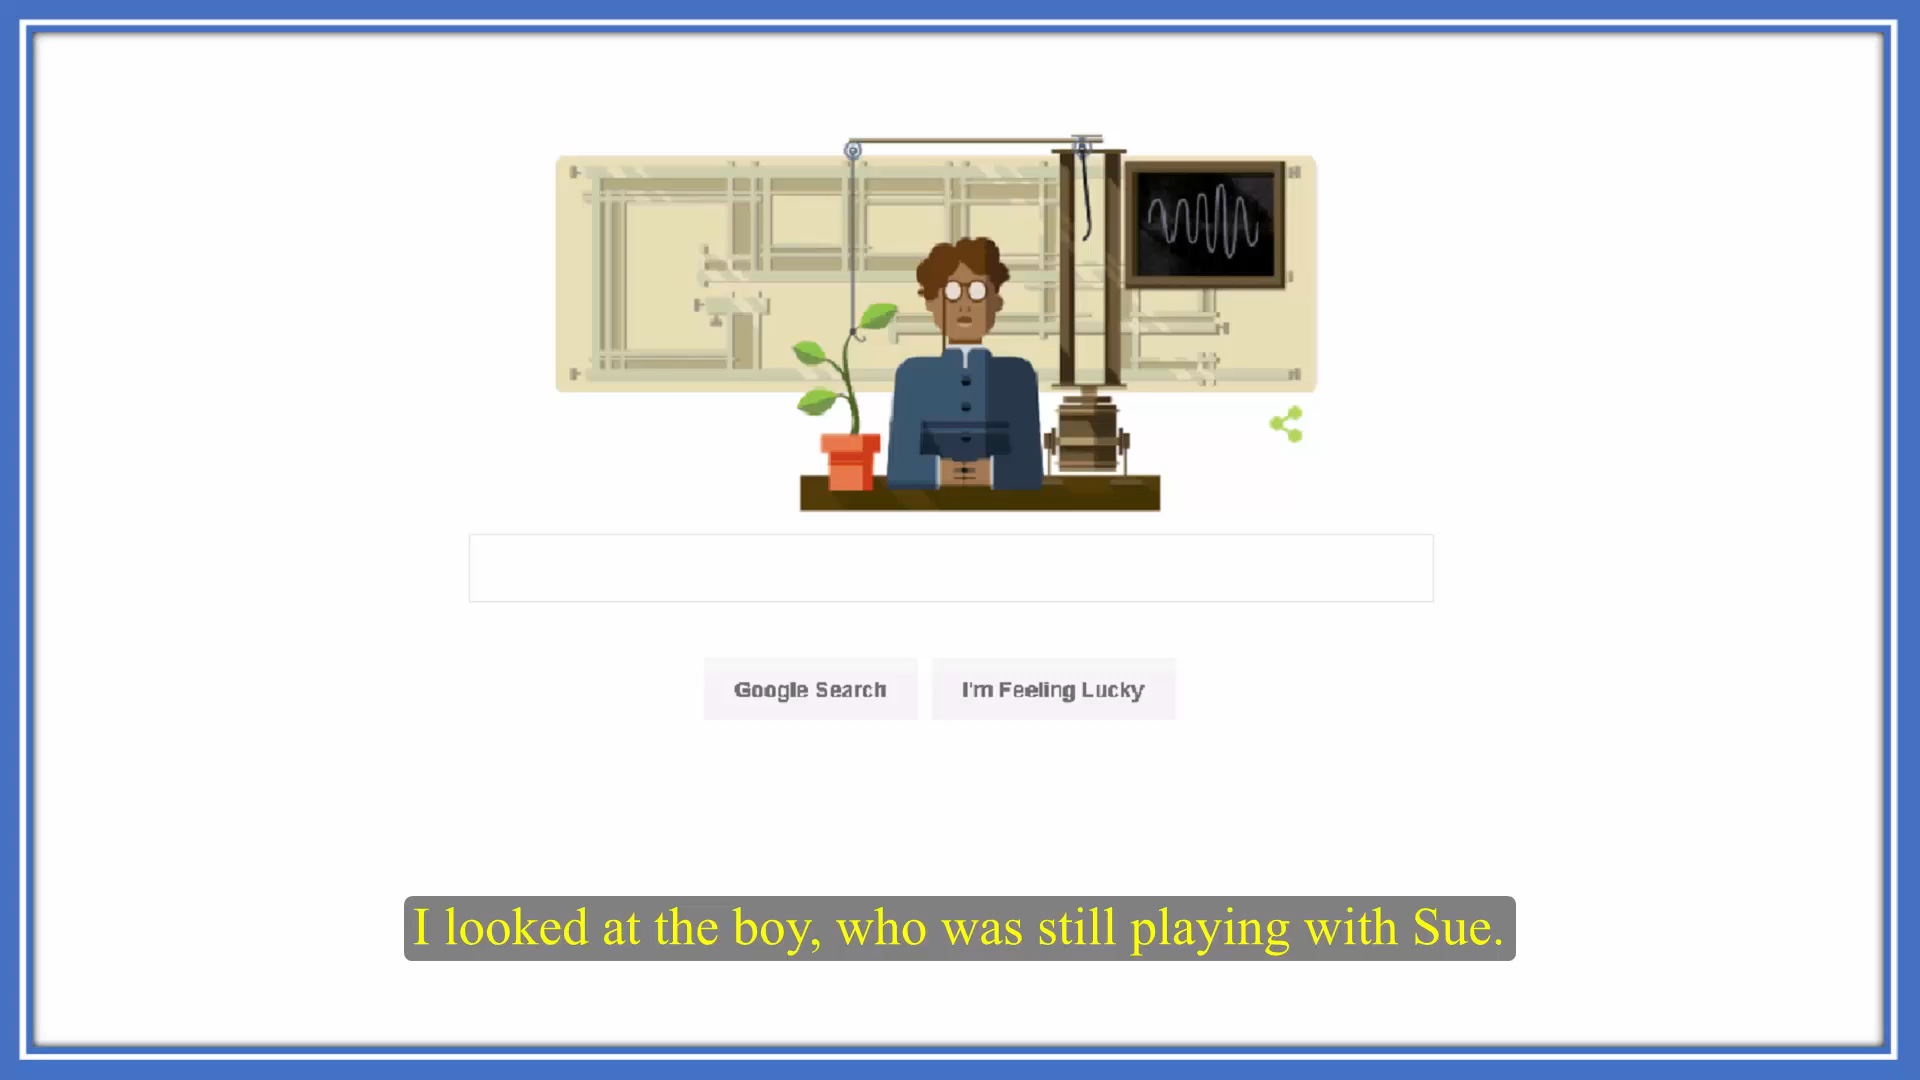 Google Search
I'm Feeling Lucky
I looked at the boy, who was still playing with Sue.